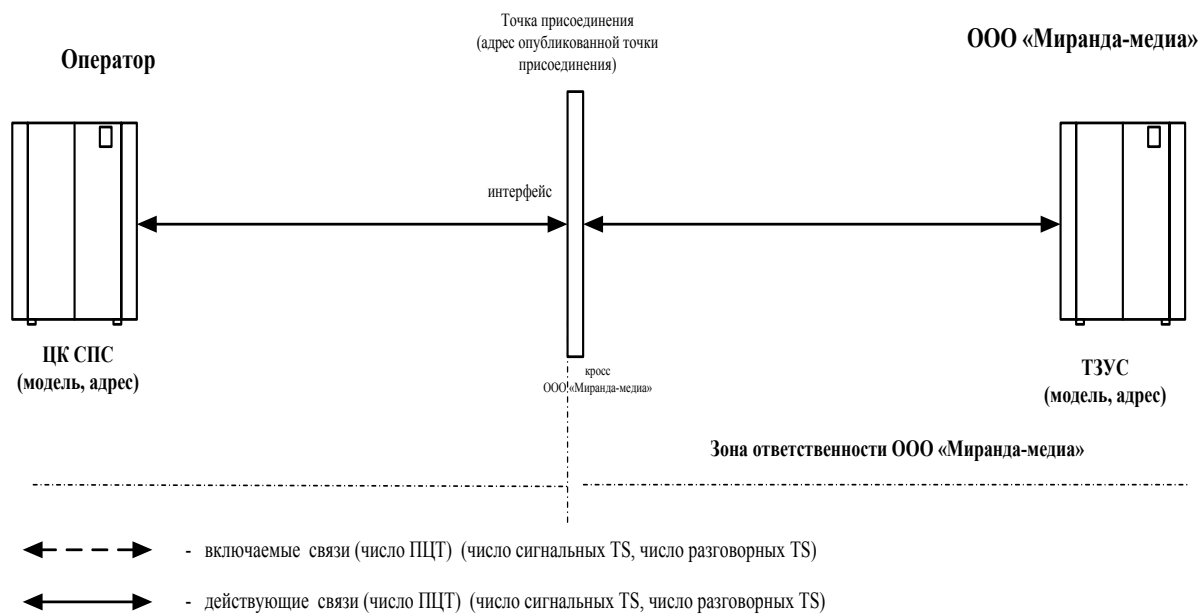 Точка присоединения
(адрес опубликованной точки
присоединения)
Оператор
ООО «Миранда-медиа»
интерфейс
ЦК СПС
(модель, адрес)
кросс
ООО «Миранда-медиа»
ТЗУС
(модель, адрес)
Зона ответственности ООО «Миранда-медиа»
- включаемые связи (число ПЦТ) (число сигнальных TS, число разговорных TS)
- действующие связи (число ПЦТ) (число сигнальных TS, число разговорных TS)